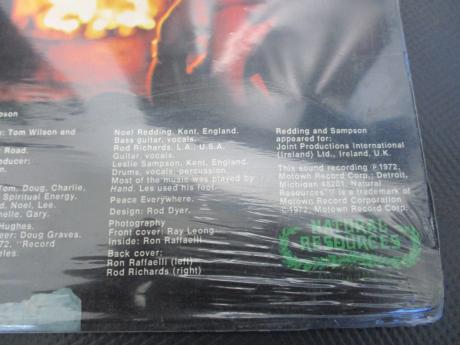 pson
: Tom Wilson and
Road.
oducer:
n.
Tom, Doug, Charlie,
Spiritual Energy.
d, Noel, Lee.
nelle, Gary.
Hughes.
eer: Doug Graves.
72. "Record
eles.
Noel Redding, Kent, England.
Bass guitar, vocals.
Rod Richards, L.A., U.S.A.
Guitar, vocals.
Leslie Sampson, Kent, England.
Drums, vocals, percussion.
Most of the music was played by
Hand. Les used his foot.
Peace Everywhere.
Design: Rod Dyer.
Photography
Front cover: Ray Leong
Inside: Ron Raffaelli
Back cover:
Ron Raffaelli (left)
Rod Richards (right)
Redding and Sampson
appeared for:
Joint Productions International
(Ireland) Ltd., Ireland, U.K.
This sound recording ℗1972,
Motown Record Corp., Detroit,
Michigan 48201. Natural
Resources™ is a trademark of
Motown Record Corporation
©1972, Motown Record Corp.
NATURAL
RESOURCES